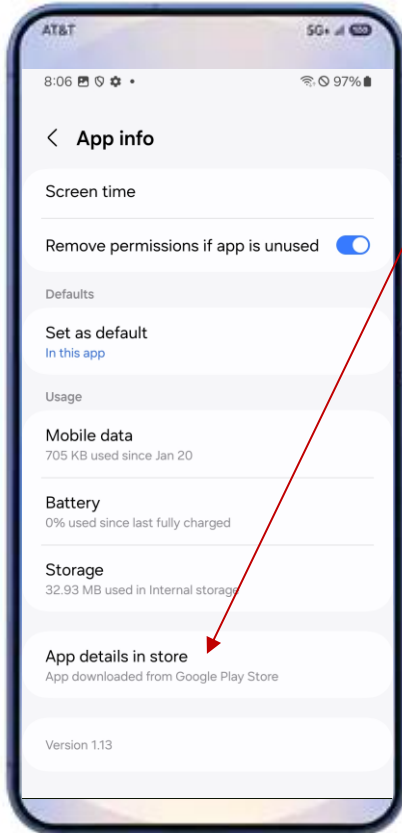 AT&T 5G+ 100
8:06 97%
App info
Screen time
Remove permissions if app is unused
Defaults
Set as default
In this app
Usage
Mobile data
705 KB used since Jan 20
Battery
0% used since last fully charged
Storage
32.93 MB used in Internal storage
App details in store
App downloaded from Google Play Store
Version 1.13